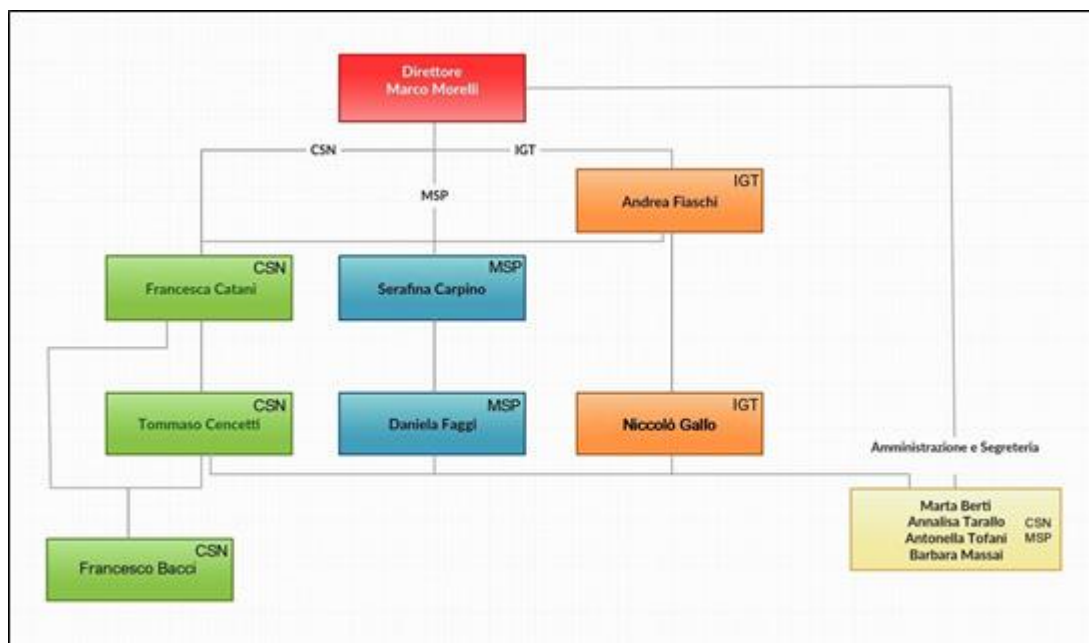 Direttore
Marco Morelli
CSN
IGT
MSP
IGT
Andrea Fiaschi
CSN
Francesca Catani
MSP
Serafina Carpino
CSN
Tommaso Cencetti
MSP
Daniela Faggi
IGT
Niccoló Gallo
Amministrazione e Segreteria
Marta Berti
Annalisa Tarallo CSN
Antonella Tofani MSP
Barbara Massai
CSN
Francesco Bacci